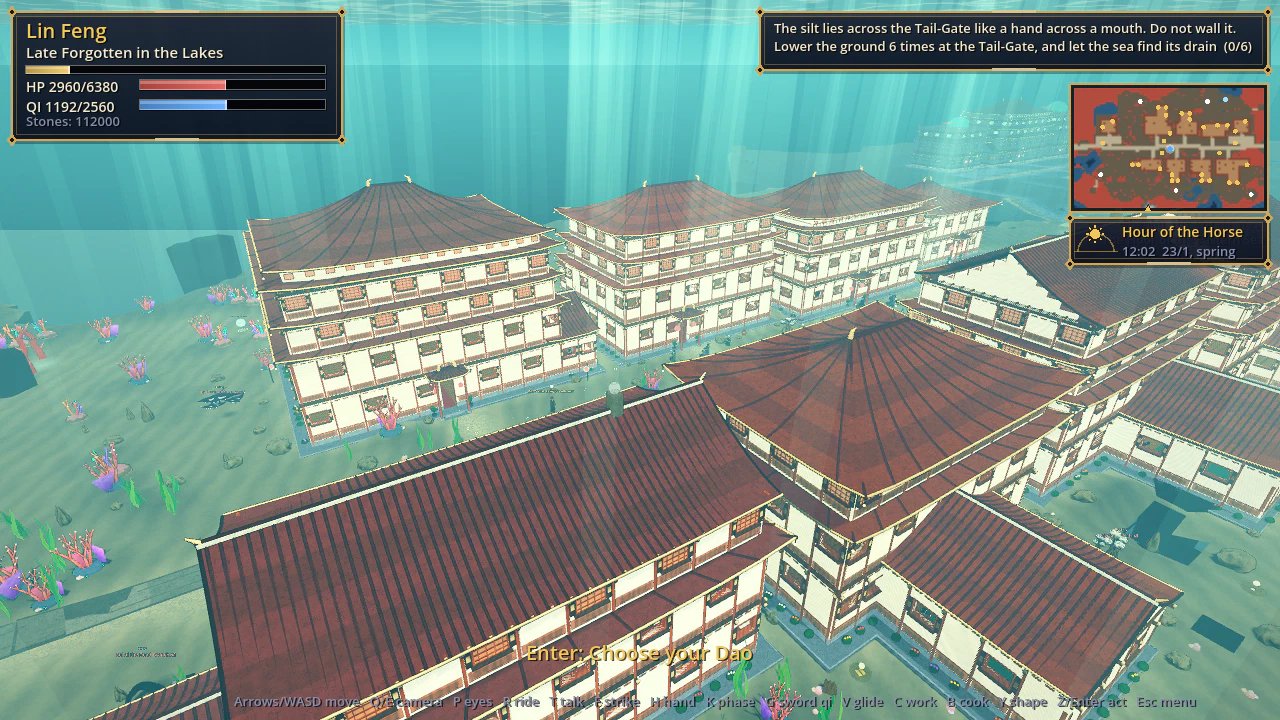 Lin Feng
Late Forgotten in the Lakes
HP 2960/6380
QI 1192/2560
Stones: 112000
The silt lies across the Tail-Gate like a hand across a mouth. Do not wall it.
Lower the ground 6 times at the Tail-Gate, and let the sea find its drain (0/6)
Hour of the Horse
12:02 23/1, spring
Enter: Choose your Dao
Arrows/WASD move Q/E camera P eyes R ride T talk F strike H hand K phase G sword qi V glide C work B cook Y shape Z/Enter act Esc menu